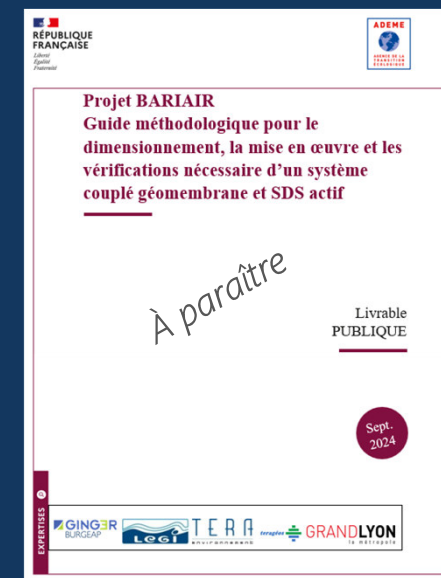 RÉPUBLIQUE
FRANÇAISE
Liberté
Égalité
Fraternité
ADEME
AGENCE DE LA
TRANSITION
ÉCOLOGIQUE
Projet BARIAIR
Guide méthodologique pour le
dimensionnement, la mise en œuvre et les
vérifications nécessaire d’un système
couplé géomembrane et SDS actif
À paraître
Livrable
PUBLIQUE
Sept.
2024
EXPERTISES
GINGER
BURGEAP
LEGI
TERA
environnement
teragéos
GRANDLYON
la métropole